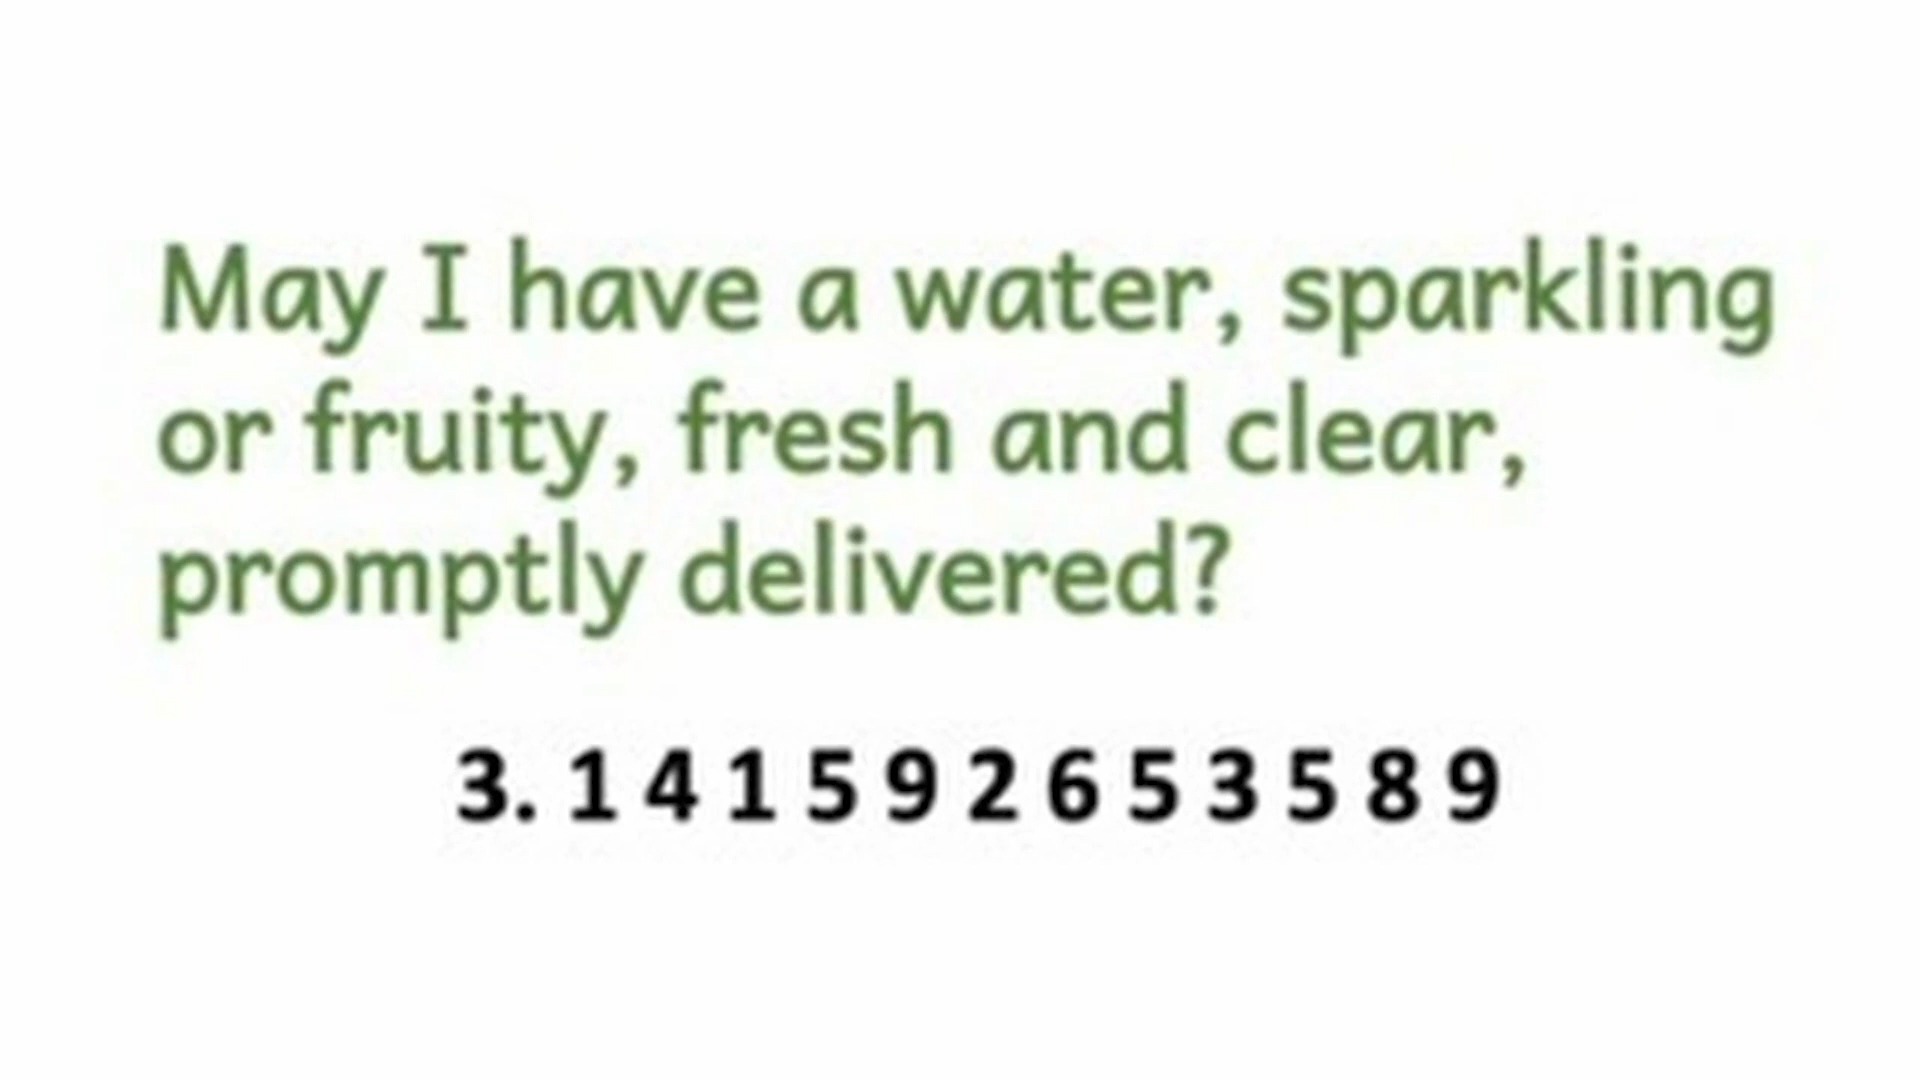 May I have a water, sparkling
or fruity, fresh and clear,
promptly delivered?
3. 1 4 1 5 9 2 6 5 3 5 8 9